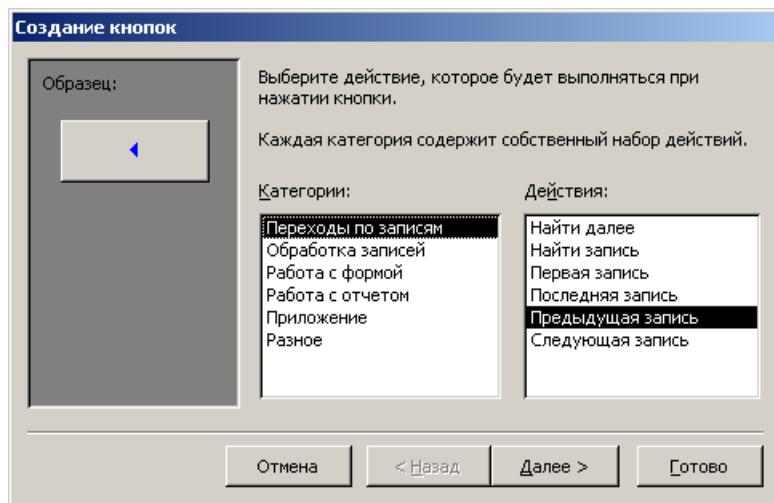 Создание кнопок
Образец:
Выберите действие, которое будет выполняться при
нажатии кнопки.
Каждая категория содержит собственный набор действий.
Категории:
Переходы по записям
Обработка записей
Работа с формой
Работа с отчетом
Приложение
Разное
Действия:
Найти далее
Найти запись
Первая запись
Последняя запись
Предыдущая запись
Следующая запись
Отмена
< Назад
Далее >
Готово